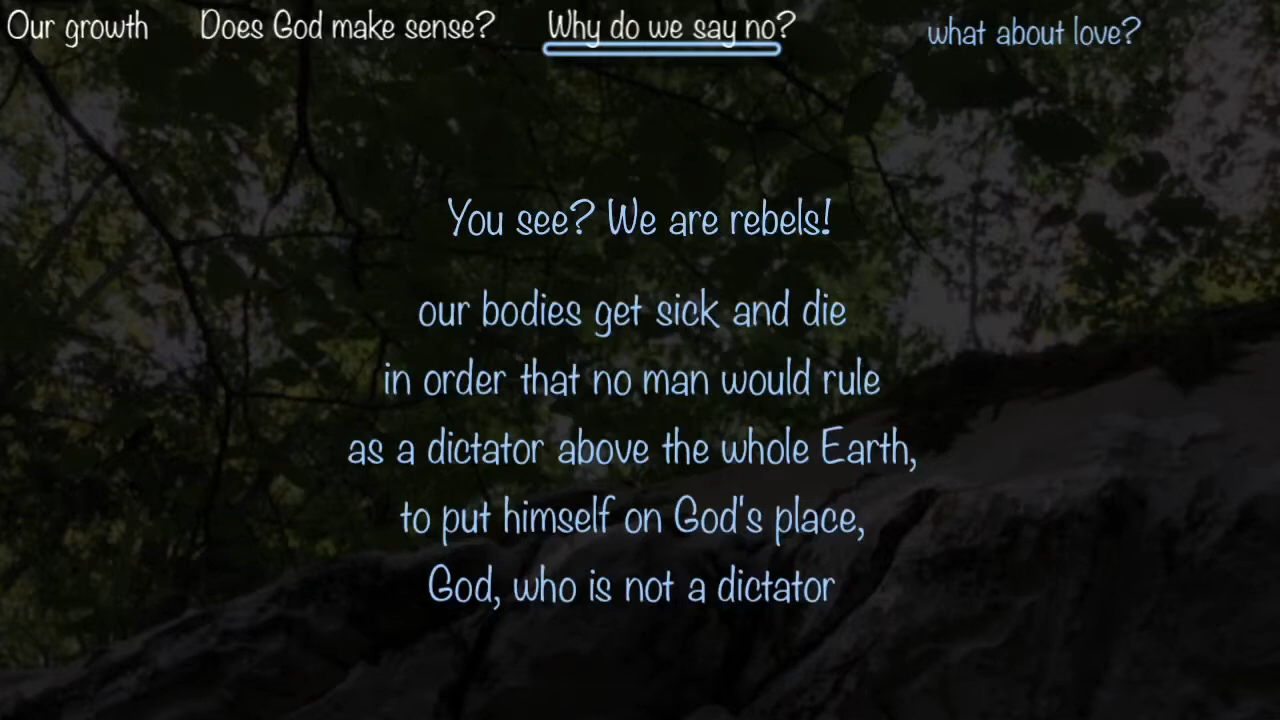 Our growth Does God make sense? Why do we say no? what about love?
You see? We are rebels!
our bodies get sick and die
in order that no man would rule
as a dictator above the whole Earth,
to put himself on God's place,
God, who is not a dictator